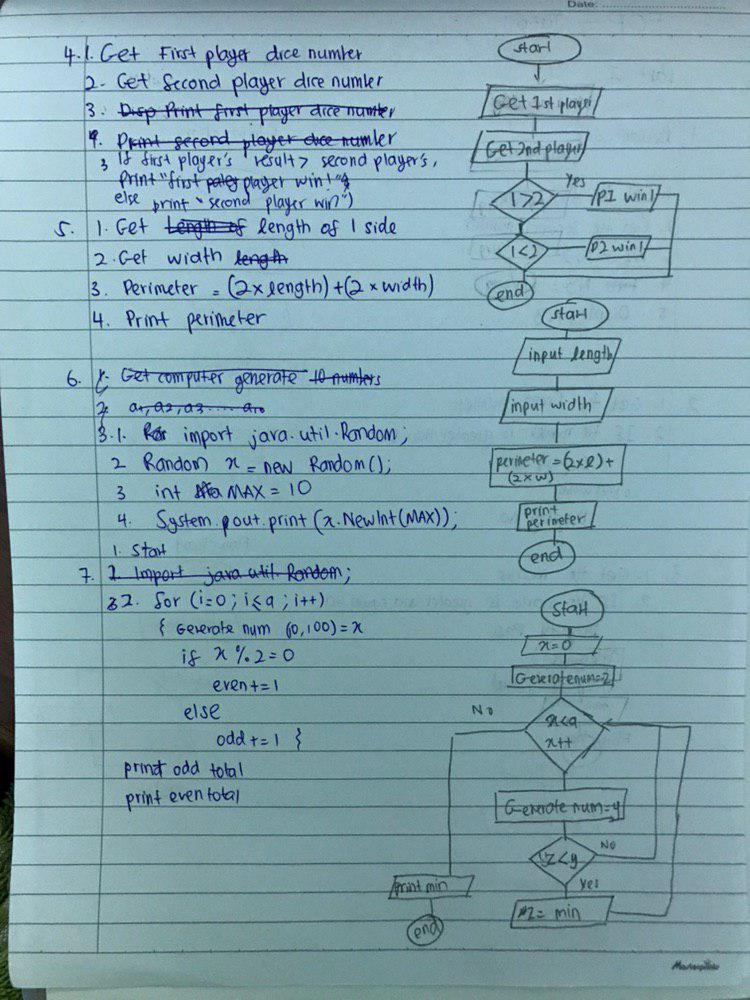 Date:
4. 1. Get First player dice number
2. Get Second player dice number
3. Disp Print first player dice number
4. Print second player dice number
3 If first player's result > second player's,
Print "first player win!"
else print "second player win")
5. 1. Get Length of length of 1 side
2. Get width length
3. Perimeter = (2 x length) + (2 x width)
4. Print perimeter
6. 1. Get computer generate 10 numbers
2. a1, a2, a3 .... a10
3. 1. import java.util.Random;
2 Random x = new Random();
3 int MAX = 10
4. System.pout.print (x.NewInt(MAX));
1. Start
7. 2. Import java util. Random;
2. for (i=0; i≤a; i++)
{ Generate num (0,100) = x
if x % 2 = 0
even += 1
else
odd += 1 }
print odd total
print even total
start
Get 1st player
Get 2nd player
1>2
Yes
P1 win!
1<2
P2 win!
end
start
input length
input width
perimeter = (2xl) +
(2xw)
print
perimeter
end
Start
x=0
Generate num=z
No
x<a
x++
Generate num=y
z<y
No
Yes
z = min
print min
end